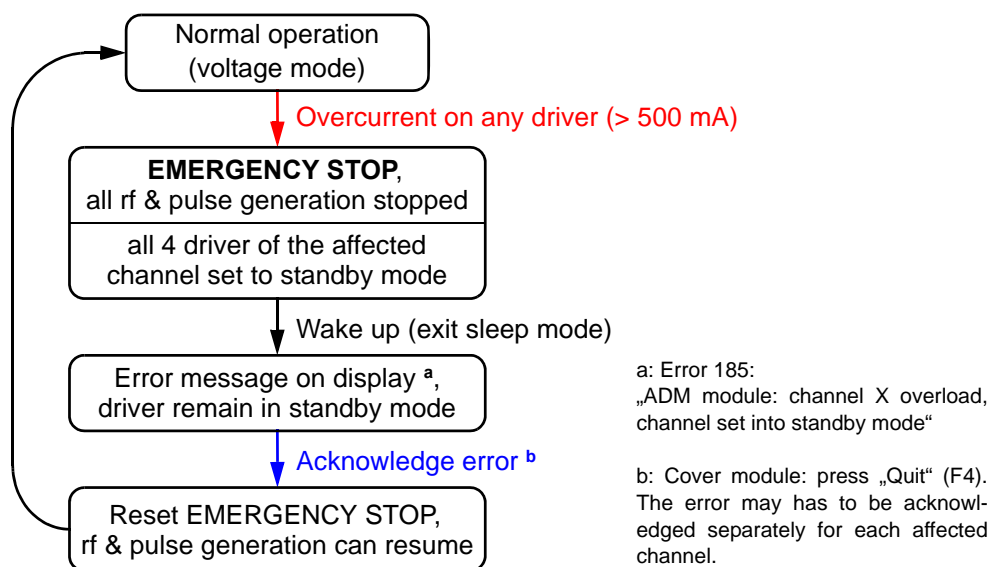 Normal operation
(voltage mode)
Overcurrent on any driver (> 500 mA)
EMERGENCY STOP,
all rf & pulse generation stopped
all 4 driver of the affected
channel set to standby mode
Wake up (exit sleep mode)
Error message on display a,
driver remain in standby mode
Acknowledge error b
Reset EMERGENCY STOP,
rf & pulse generation can resume
a: Error 185:
„ADM module: channel X overload,
channel set into standby mode“
b: Cover module: press „Quit“ (F4).
The error may has to be acknowl-
edged separately for each affected
channel.